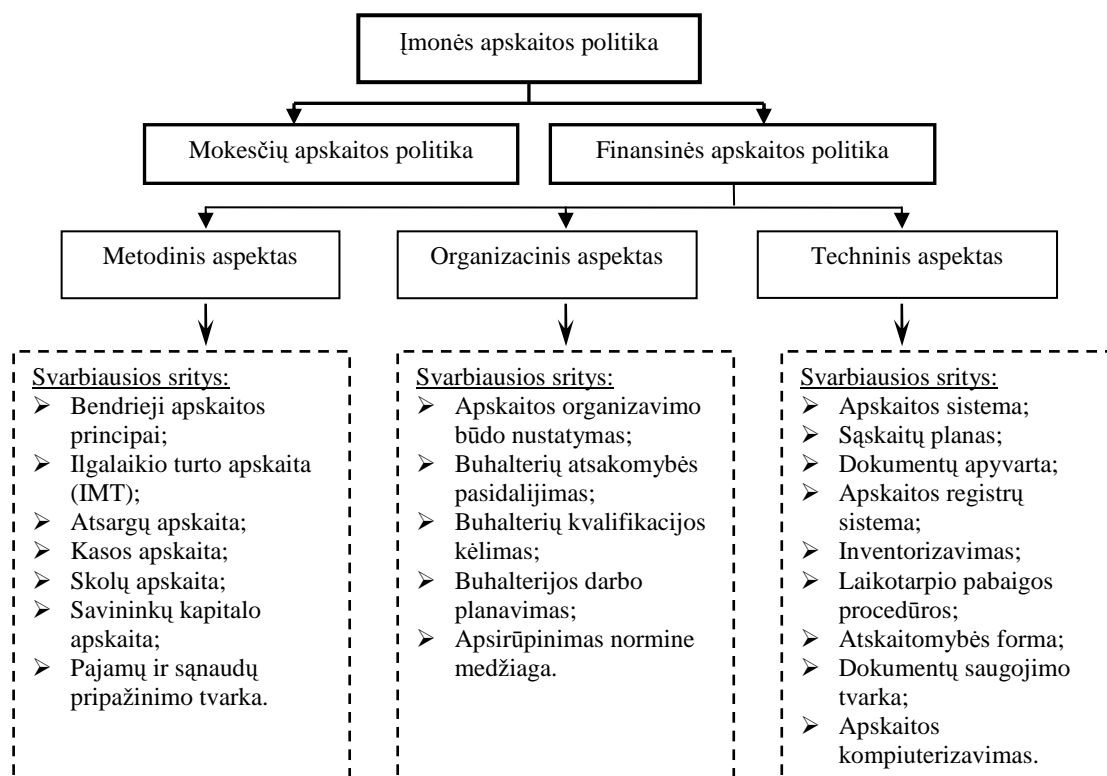 Įmonės apskaitos politika
Mokesčių apskaitos politika
Finansinės apskaitos politika
Metodinis aspektas
Organizacinis aspektas
Techninis aspektas
Svarbiausios sritys:
➢ Bendrieji apskaitos
principai;
➢ Ilgalaikio turto apskaita
(IMT);
➢ Atsargų apskaita;
➢ Kasos apskaita;
➢ Skolų apskaita;
➢ Savininkų kapitalo
apskaita;
➢ Pajamų ir sąnaudų
pripažinimo tvarka.
Svarbiausios sritys:
➢ Apskaitos organizavimo
būdo nustatymas;
➢ Buhalterių atsakomybės
pasidalijimas;
➢ Buhalterių kvalifikacijos
kėlimas;
➢ Buhalterijos darbo
planavimas;
➢ Apsirūpinimas normine
medžiaga.
Svarbiausios sritys:
➢ Apskaitos sistema;
➢ Sąskaitų planas;
➢ Dokumentų apyvarta;
➢ Apskaitos registrų
sistema;
➢ Inventorizavimas;
➢ Laikotarpio pabaigos
procedūros;
➢ Atskaitomybės forma;
➢ Dokumentų saugojimo
tvarka;
➢ Apskaitos
kompiuterizavimas.